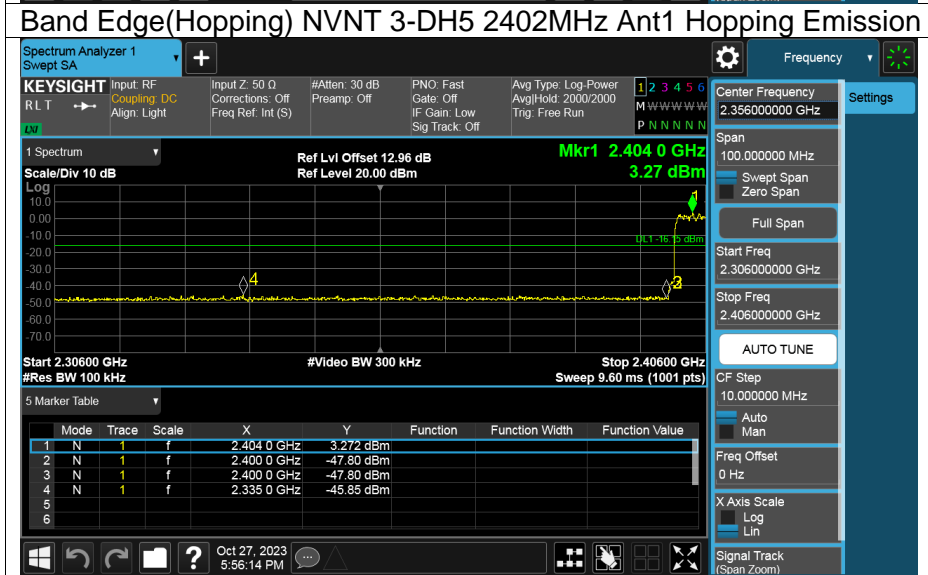 Band Edge(Hopping) NVNT 3-DH5 2402MHz Ant1 Hopping Emission
Spectrum Analyzer 1
Swept SA
+
Frequency
KEYSIGHT
RLT
LXI
Input: RF
Coupling: DC
Align: Light
Input Z: 50 Ω
Corrections: Off
Freq Ref: Int (S)
#Atten: 30 dB
Preamp: Off
PNO: Fast
Gate: Off
IF Gain: Low
Sig Track: Off
Avg Type: Log-Power
Avg|Hold: 2000/2000
Trig: Free Run
1 2 3 4 5 6
M W W W W W
P N N N N N
1 Spectrum
Scale/Div 10 dB
Ref Lvl Offset 12.96 dB
Ref Level 20.00 dBm
Mkr1 2.404 0 GHz
3.27 dBm
Log
10.0
0.00
-10.0
-20.0
-30.0
-40.0
-50.0
-60.0
-70.0
1
DL1 -16.15 dBm
4
Start 2.30600 GHz
#Res BW 100 kHz
#Video BW 300 kHz
Stop 2.40600 GHz
Sweep 9.60 ms (1001 pts)
5 Marker Table
Mode Trace Scale X Y Function Function Width Function Value
1 N 1 f 2.404 0 GHz 3.272 dBm
2 N 1 f 2.400 0 GHz -47.80 dBm
3 N 1 f 2.400 0 GHz -47.80 dBm
4 N 1 f 2.335 0 GHz -45.85 dBm
5
6
?
Oct 27, 2023
5:56:14 PM
Center Frequency
2.356000000 GHz
Settings
Span
100.000000 MHz
Swept Span
Zero Span
Full Span
Start Freq
2.306000000 GHz
Stop Freq
2.406000000 GHz
AUTO TUNE
CF Step
10.000000 MHz
Auto
Man
Freq Offset
0 Hz
X Axis Scale
Log
Lin
Signal Track
(Span Zoom)